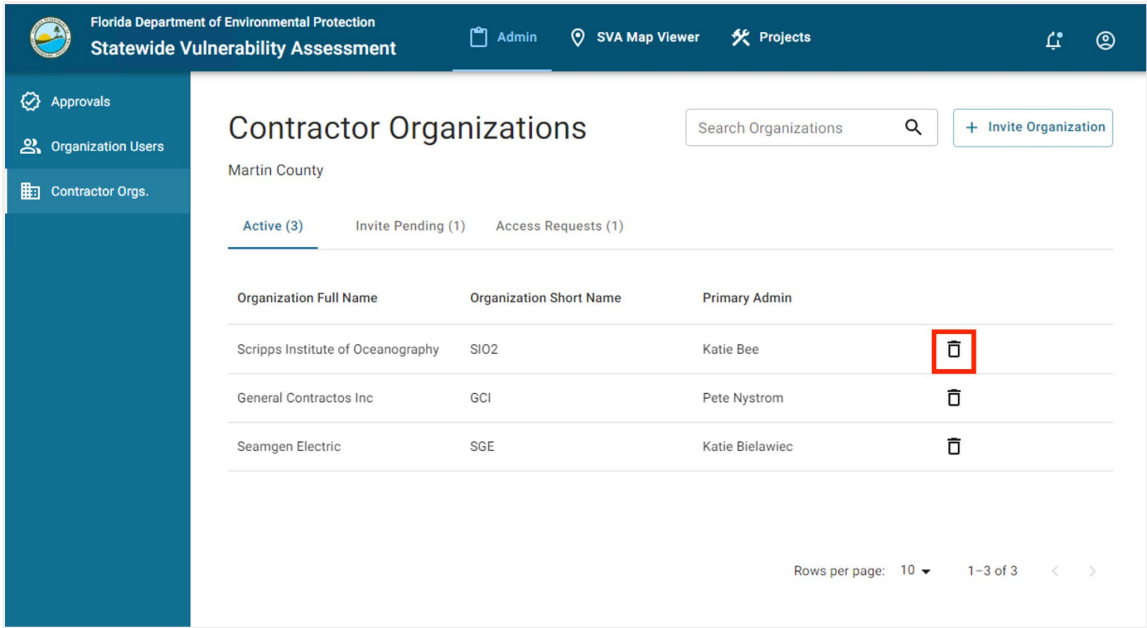 Florida Department of Environmental Protection
Statewide Vulnerability Assessment
Admin
SVA Map Viewer
Projects
Approvals
Organization Users
Contractor Orgs.
Contractor Organizations
Search Organizations
+ Invite Organization
Martin County
Active (3)
Invite Pending (1)
Access Requests (1)
Organization Full Name Organization Short Name Primary Admin
Scripps Institute of Oceanography SIO2 Katie Bee
General Contractos Inc GCI Pete Nystrom
Seamgen Electric SGE Katie Bielawiec
Rows per page: 10 1–3 of 3